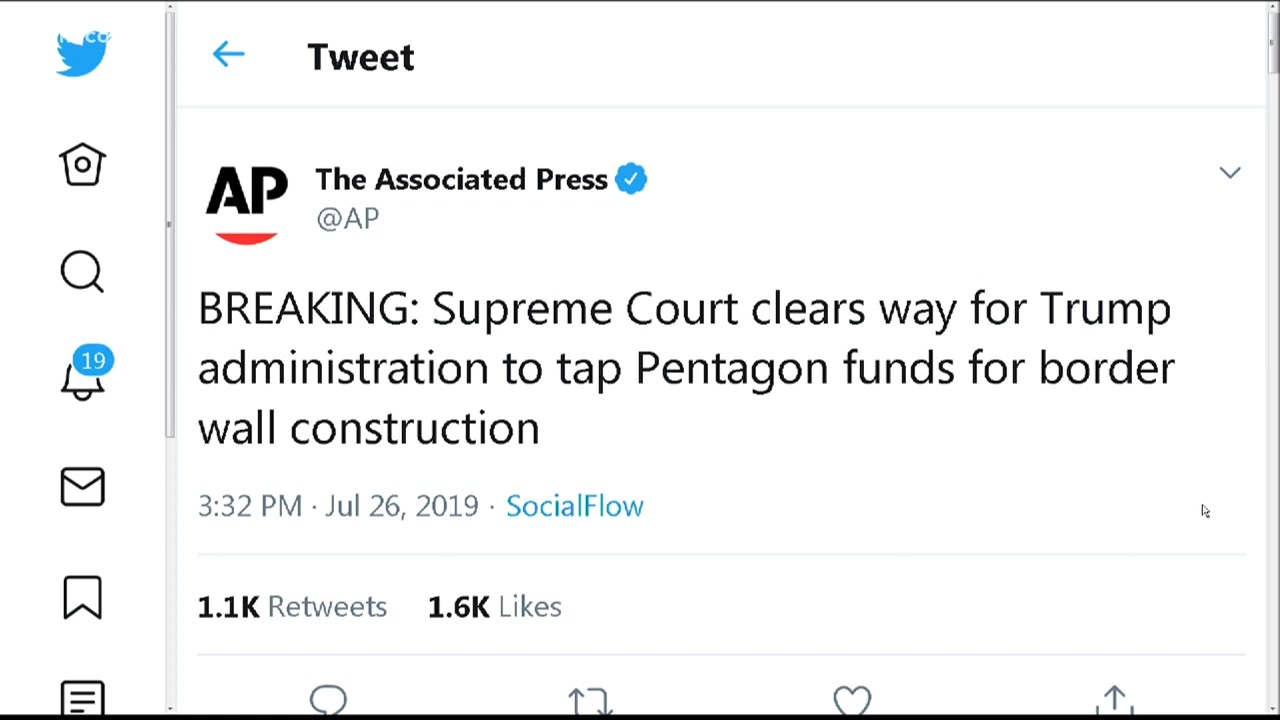 Tweet
AP
The Associated Press
@AP
BREAKING: Supreme Court clears way for Trump
administration to tap Pentagon funds for border
wall construction
19
3:32 PM · Jul 26, 2019 · SocialFlow
1.1K Retweets 1.6K Likes